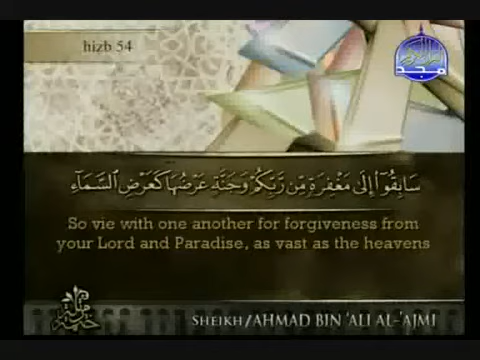 hizb 54
مجد
سَابِقُوٓا۟ إِلَىٰ مَغْفِرَةٍ مِّن رَّبِّكُمْ وَجَنَّةٍ عَرْضُهَا كَعَرْضِ ٱلسَّمَآءِ
So vie with one another for forgiveness from
your Lord and Paradise, as vast as the heavens
SHEIKH/AHMAD BIN 'ALI AL-'AJMI